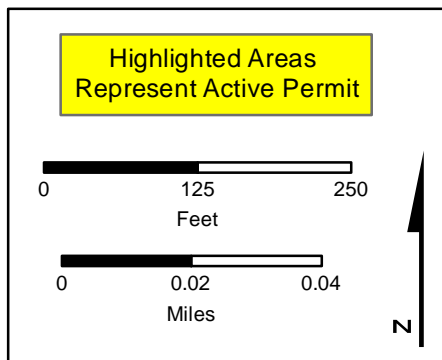 Highlighted Areas
Represent Active Permit
0 125 250
Feet
0 0.02 0.04
Miles
N